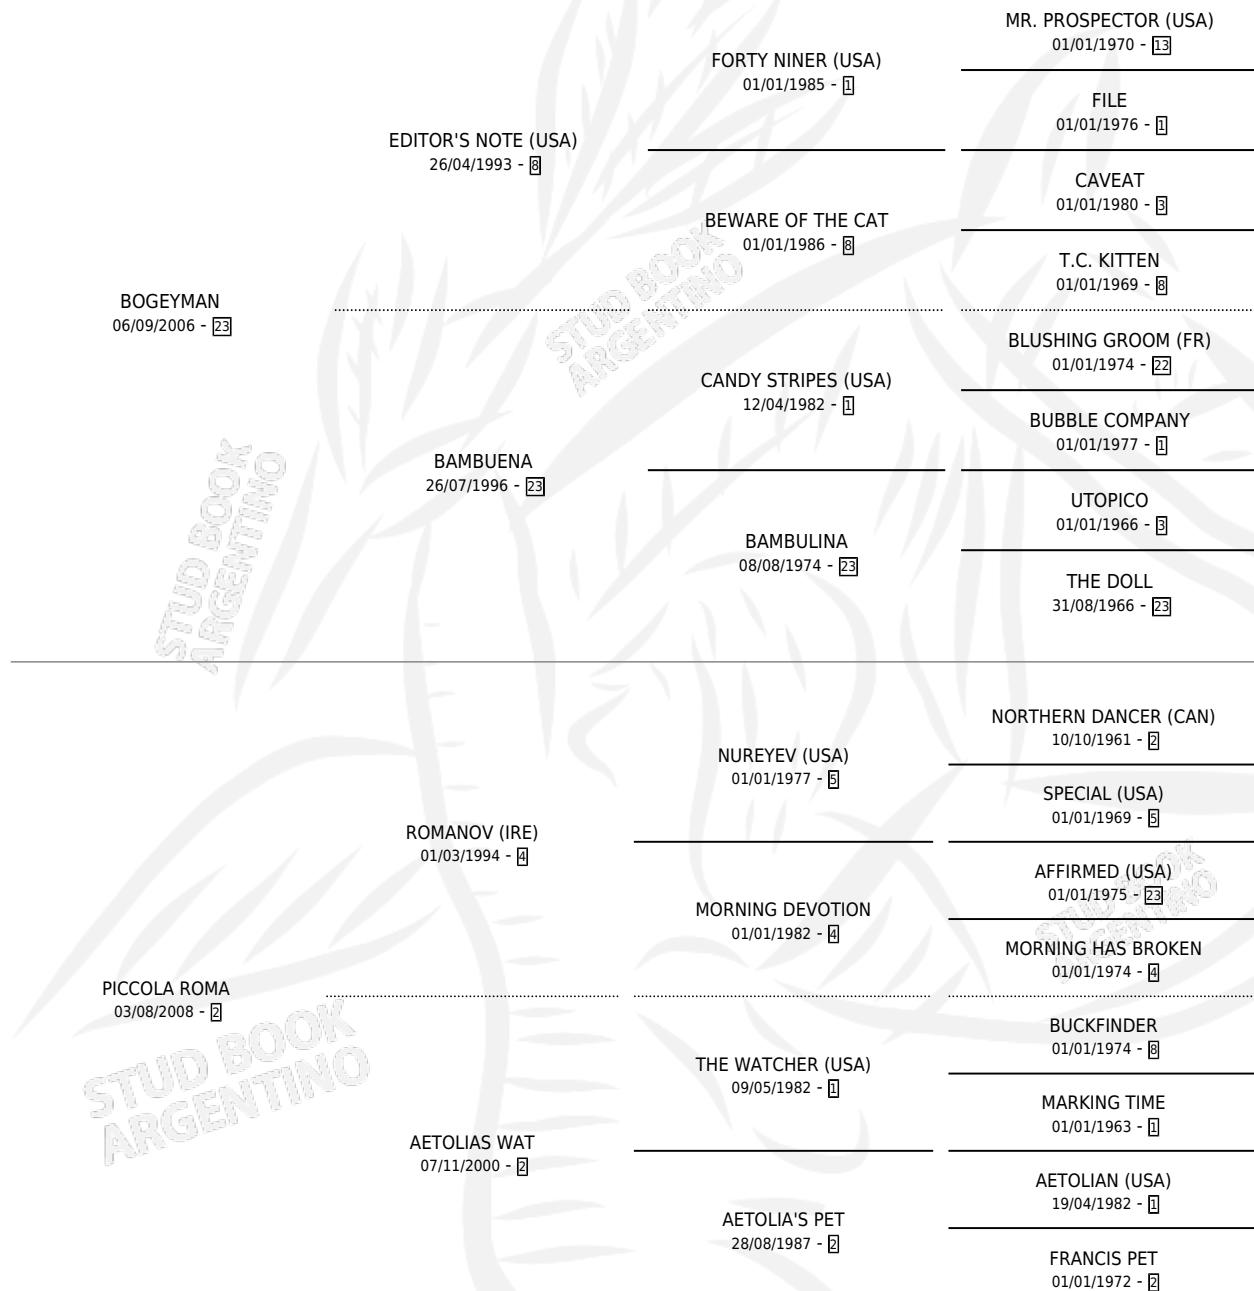 MR. PROSPECTOR (USA)
01/01/1970 - 13
FORTY NINER (USA)
01/01/1985 - 1
FILE
01/01/1976 - 1
EDITOR'S NOTE (USA)
26/04/1993 - 8
CAVEAT
01/01/1980 - 3
BEWARE OF THE CAT
01/01/1986 - 8
T.C. KITTEN
01/01/1969 - 8
BOGEYMAN
06/09/2006 - 23
STUD BOOK
ARGENTINO
BLUSHING GROOM (FR)
01/01/1974 - 22
CANDY STRIPES (USA)
12/04/1982 - 1
BUBBLE COMPANY
01/01/1977 - 1
BAMBUENA
26/07/1996 - 23
UTOPICO
01/01/1966 - 3
BAMBULINA
08/08/1974 - 23
THE DOLL
31/08/1966 - 23
STUD BOOK
ARGENTINO
NORTHERN DANCER (CAN)
10/10/1961 - 2
NUREYEV (USA)
01/01/1977 - 5
SPECIAL (USA)
01/01/1969 - 5
ROMANOV (IRE)
01/03/1994 - 4
AFFIRMED (USA)
01/01/1975 - 23
STUD BOOK
ARGENTINO
MORNING DEVOTION
01/01/1982 - 4
MORNING HAS BROKEN
01/01/1974 - 4
PICCOLA ROMA
03/08/2008 - 2
STUD BOOK
ARGENTINO
BUCKFINDER
01/01/1974 - 8
THE WATCHER (USA)
09/05/1982 - 1
MARKING TIME
01/01/1963 - 1
AETOLIAS WAT
07/11/2000 - 2
AETOLIAN (USA)
19/04/1982 - 1
AETOLIA'S PET
28/08/1987 - 2
FRANCIS PET
01/01/1972 - 2